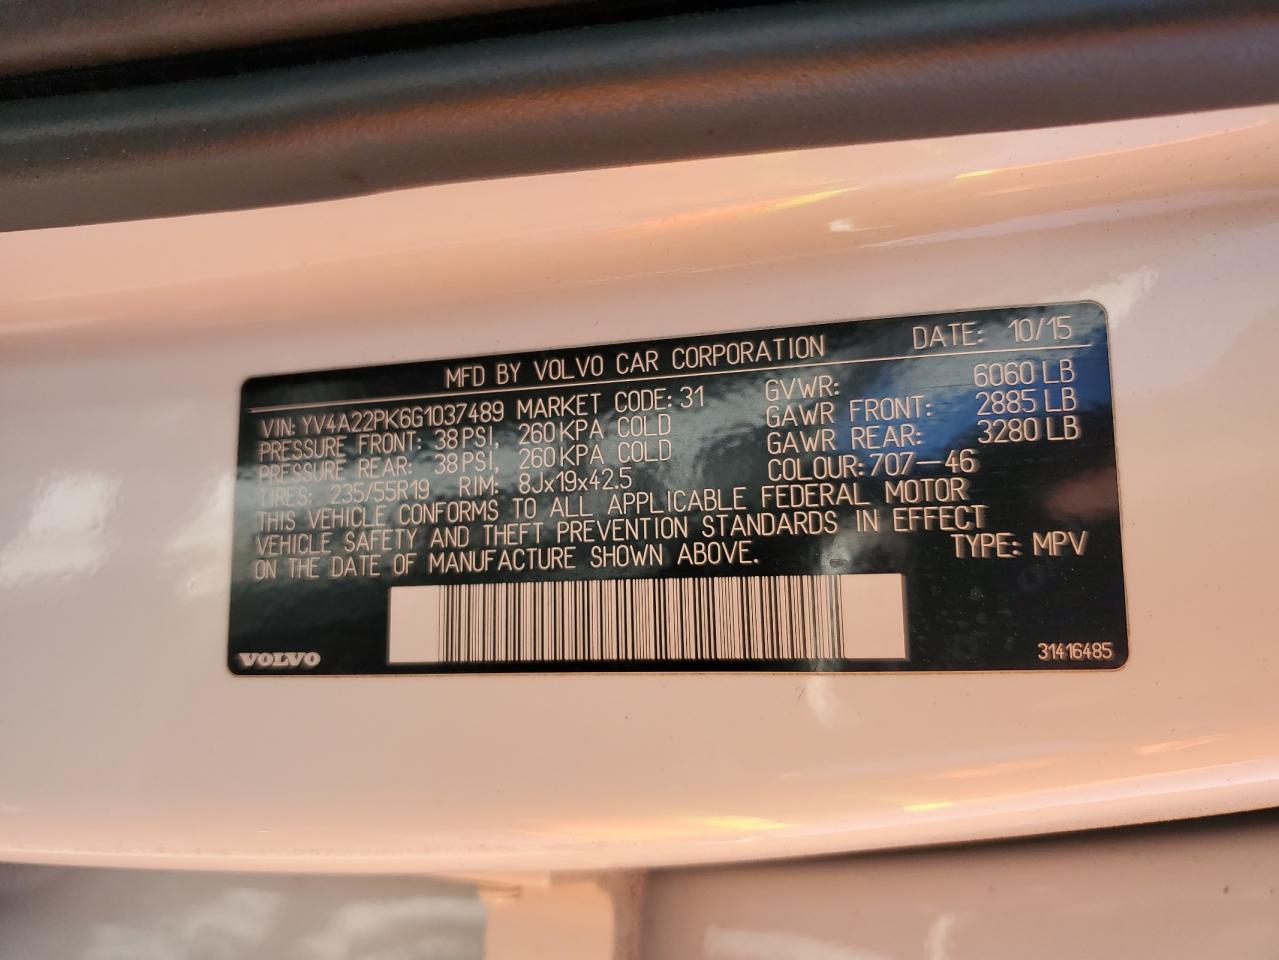 MFD BY VOLVO CAR CORPORATION DATE: 10/15
VIN: YV4A22PK6G1037489 MARKET CODE: 31 GVWR: 6060 LB
PRESSURE FRONT: 38 PSI, 260 KPA COLD GAWR FRONT: 2885 LB
PRESSURE REAR: 38 PSI, 260 KPA COLD GAWR REAR: 3280 LB
TIRES: 235/55R19 RIM: 8Jx19x42.5 COLOUR: 707-46
THIS VEHICLE CONFORMS TO ALL APPLICABLE FEDERAL MOTOR
VEHICLE SAFETY AND THEFT PREVENTION STANDARDS IN EFFECT
ON THE DATE OF MANUFACTURE SHOWN ABOVE. TYPE: MPV
VOLVO 31416485